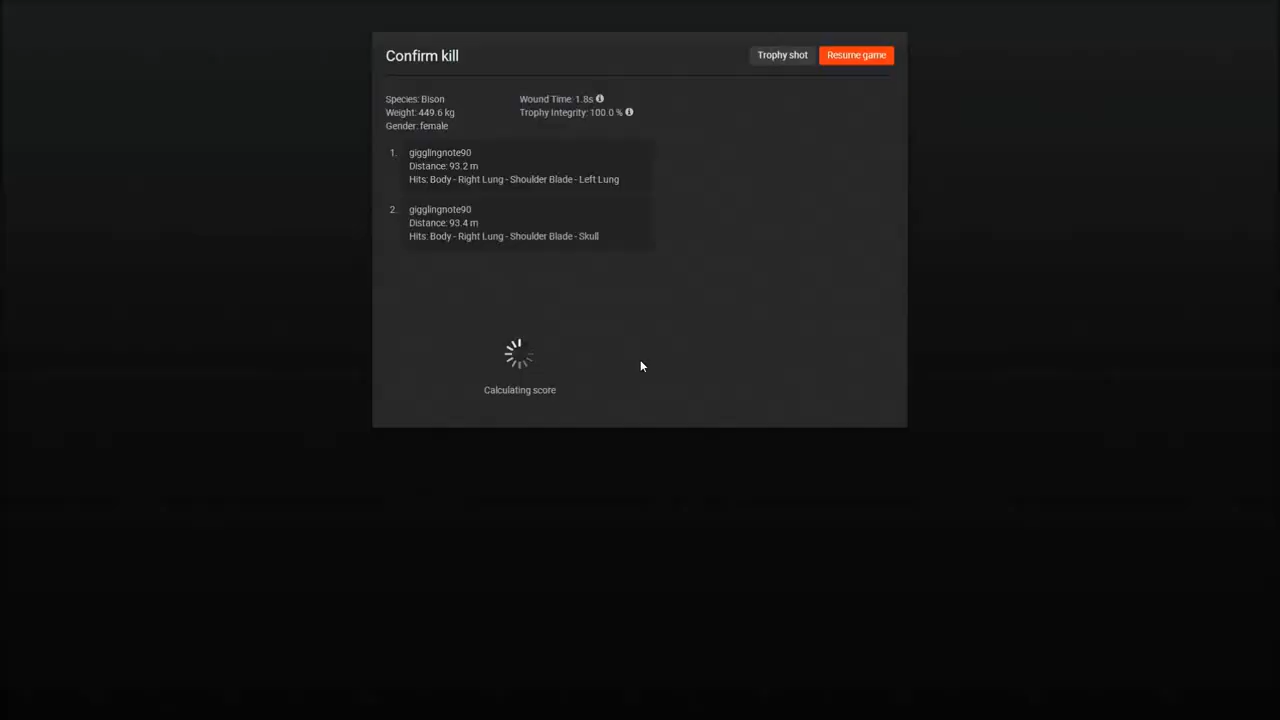 Confirm kill
Trophy shot
Resume game
Species: Bison
Weight: 449.6 kg
Gender: female
Wound Time: 1.8s
Trophy Integrity: 100.0 %
1.
gigglingnote90
Distance: 93.2 m
Hits: Body - Right Lung - Shoulder Blade - Left Lung
2.
gigglingnote90
Distance: 93.4 m
Hits: Body - Right Lung - Shoulder Blade - Skull
Calculating score